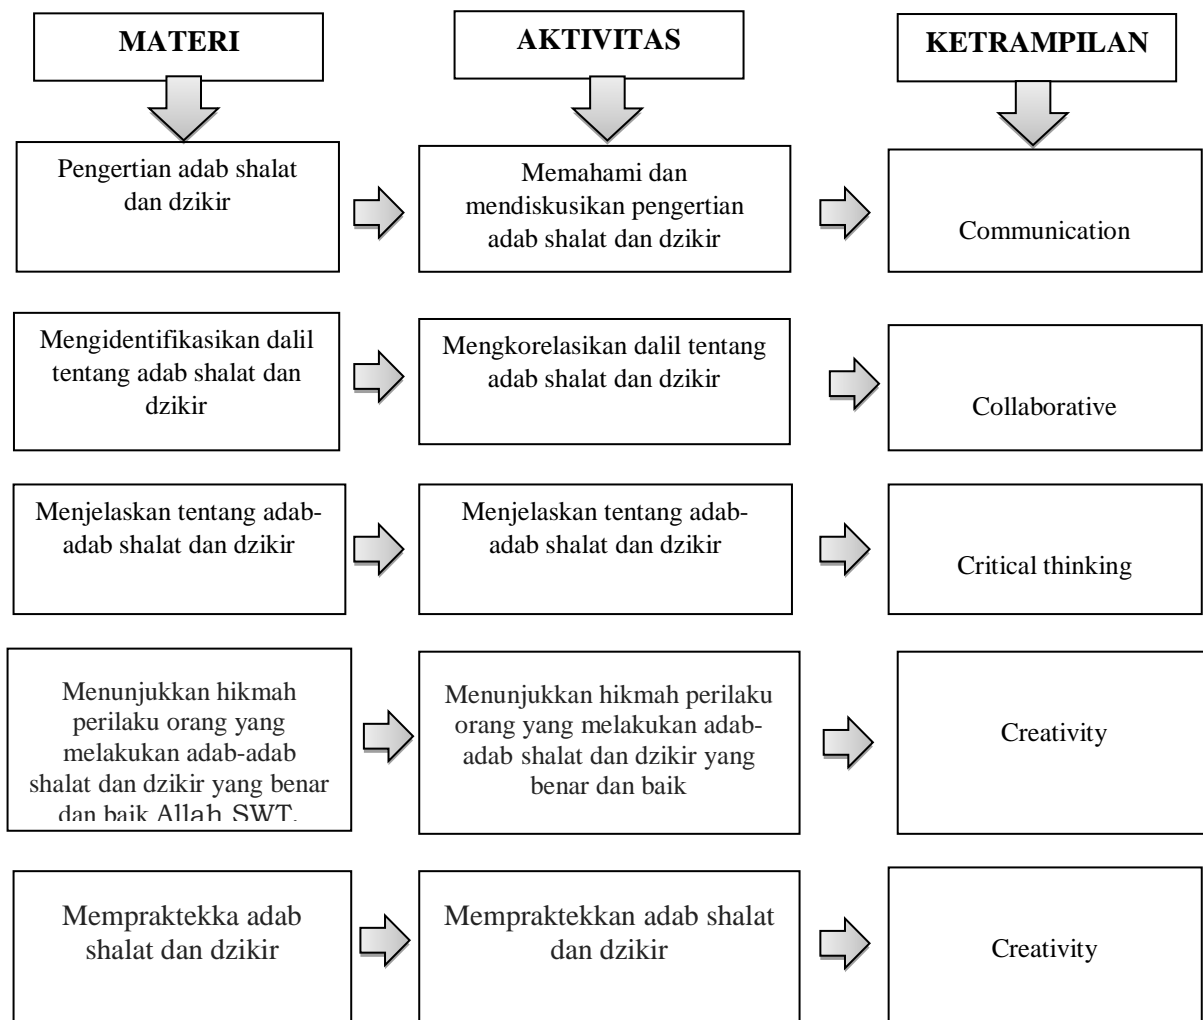 MATERI
AKTIVITAS
KETRAMPILAN
Pengertian adab shalat
dan dzikir
Memahami dan
mendiskusikan pengertian
adab shalat dan dzikir
Communication
Mengidentifikasikan dalil
tentang adab shalat dan
dzikir
Mengkorelasikan dalil tentang
adab shalat dan dzikir
Collaborative
Menjelaskan tentang adab-
adab shalat dan dzikir
Menjelaskan tentang adab-
adab shalat dan dzikir
Critical thinking
Menunjukkan hikmah
perilaku orang yang
melakukan adab-adab
shalat dan dzikir yang benar
dan baik Allah SWT.
Menunjukkan hikmah perilaku
orang yang melakukan adab-
adab shalat dan dzikir yang
benar dan baik
Creativity
Mempraktekka adab
shalat dan dzikir
Mempraktekkan adab shalat
dan dzikir
Creativity